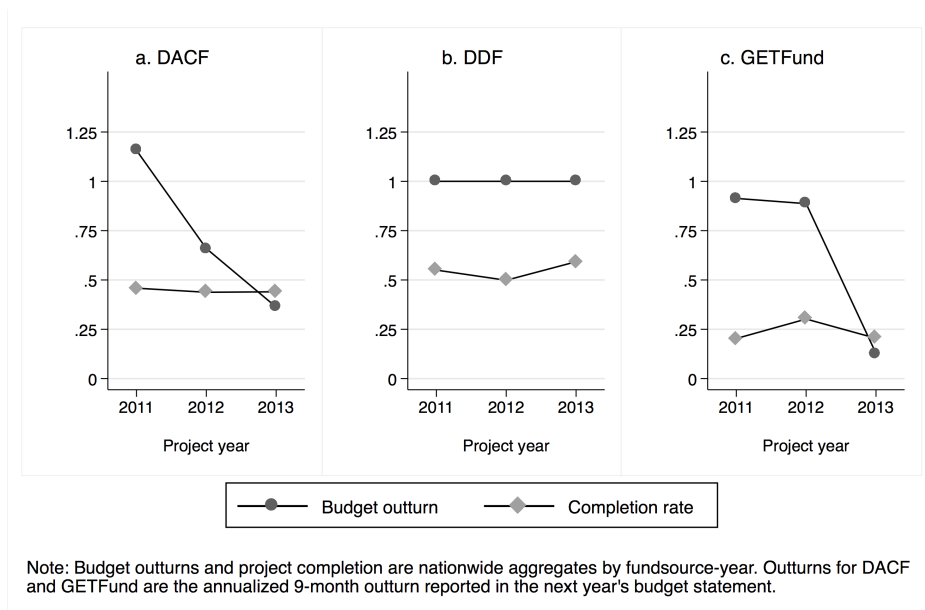 a. DACF
1.25
1
.75
.5
.25
0
2011 2012 2013
Project year
b. DDF
1.25
1
.75
.5
.25
0
2011 2012 2013
Project year
c. GETFund
1.25
1
.75
.5
.25
0
2011 2012 2013
Project year
Budget outturn Completion rate
Note: Budget outturns and project completion are nationwide aggregates by fundsource-year. Outturns for DACF
and GETFund are the annualized 9-month outturn reported in the next year's budget statement.